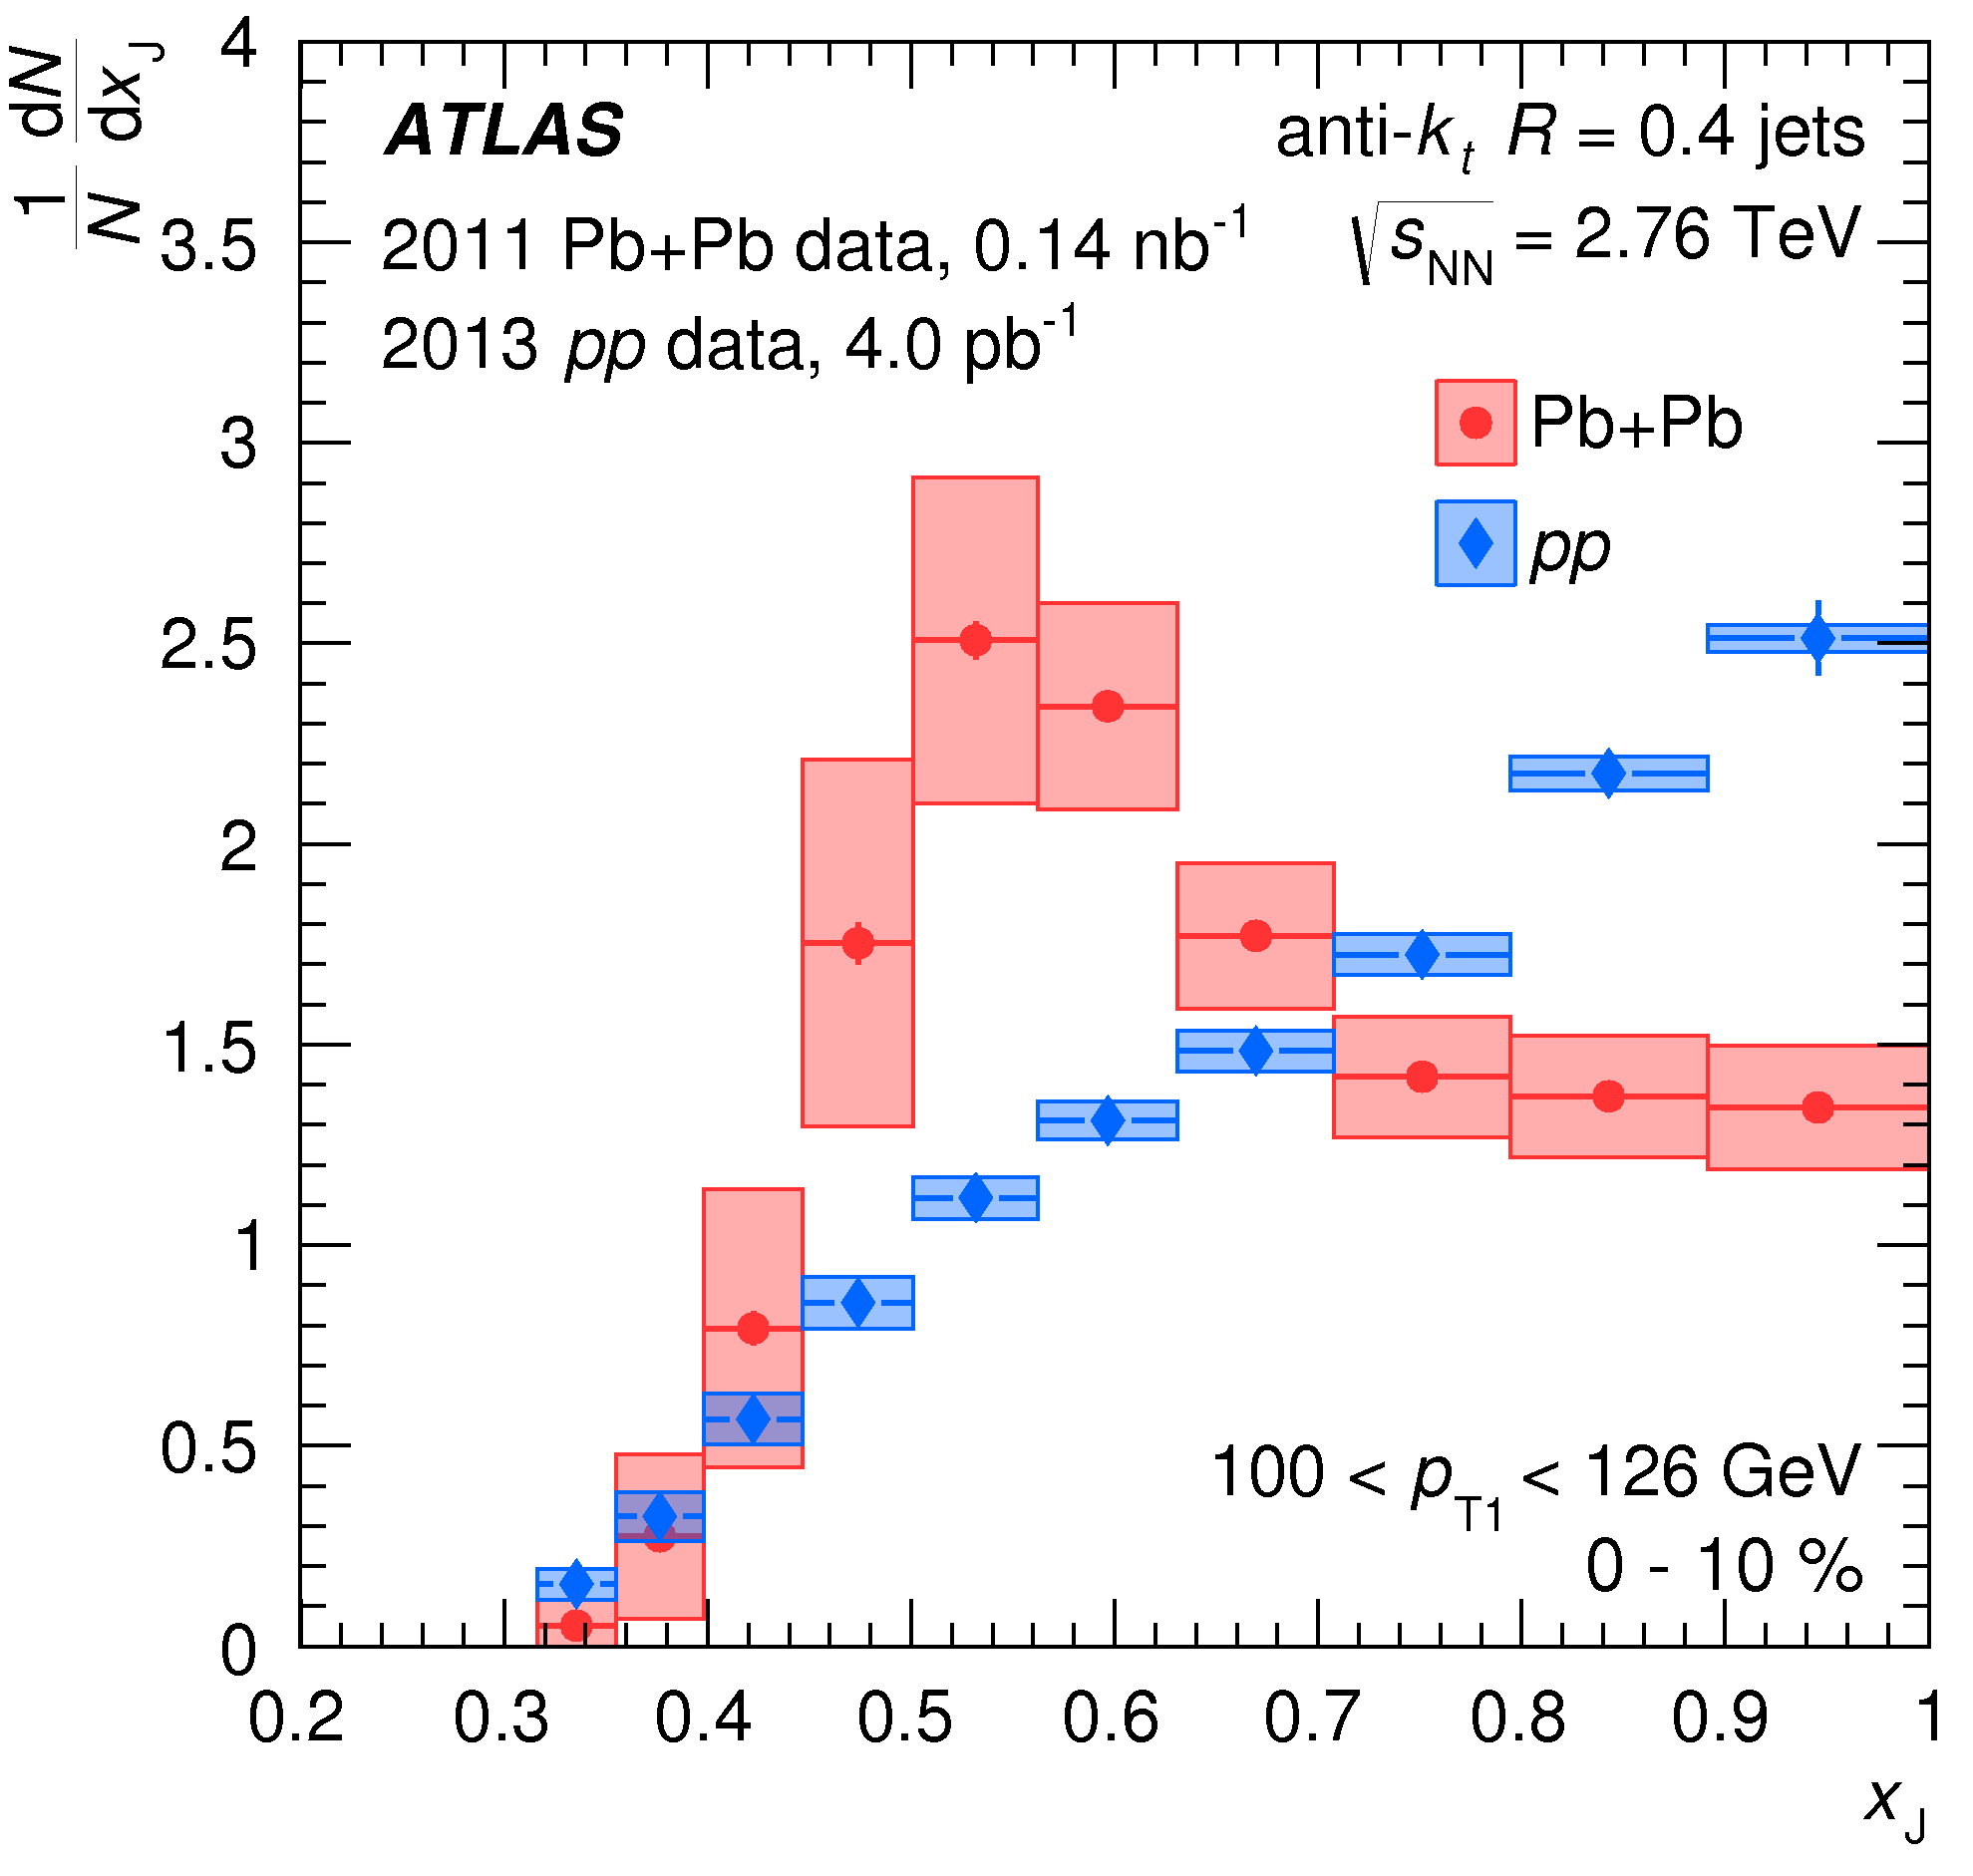 1/N dN/dx_J
ATLAS
anti-k_t R = 0.4 jets
2011 Pb+Pb data, 0.14 nb^-1
√s_NN = 2.76 TeV
2013 pp data, 4.0 pb^-1
Pb+Pb
pp
4
3.5
3
2.5
2
1.5
1
0.5
0
100 < p_T1 < 126 GeV
0 - 10 %
0.2 0.3 0.4 0.5 0.6 0.7 0.8 0.9 1
x_J